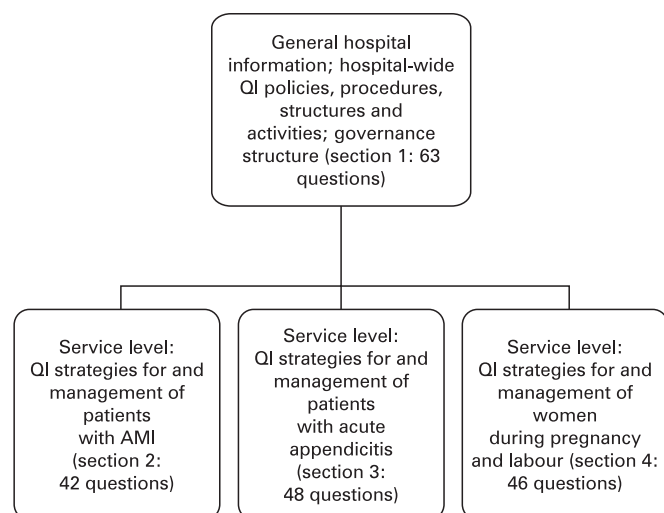 General hospital
information; hospital-wide
QI policies, procedures,
structures and
activities; governance
structure (section 1: 63
questions)
Service level:
QI strategies for and
management of
patients
with AMI
(section 2:
42 questions)
Service level:
QI strategies for and
management of
patients
with acute
appendicitis
(section 3:
48 questions)
Service level:
QI strategies for and
management of
women
during pregnancy
and labour (section 4:
46 questions)